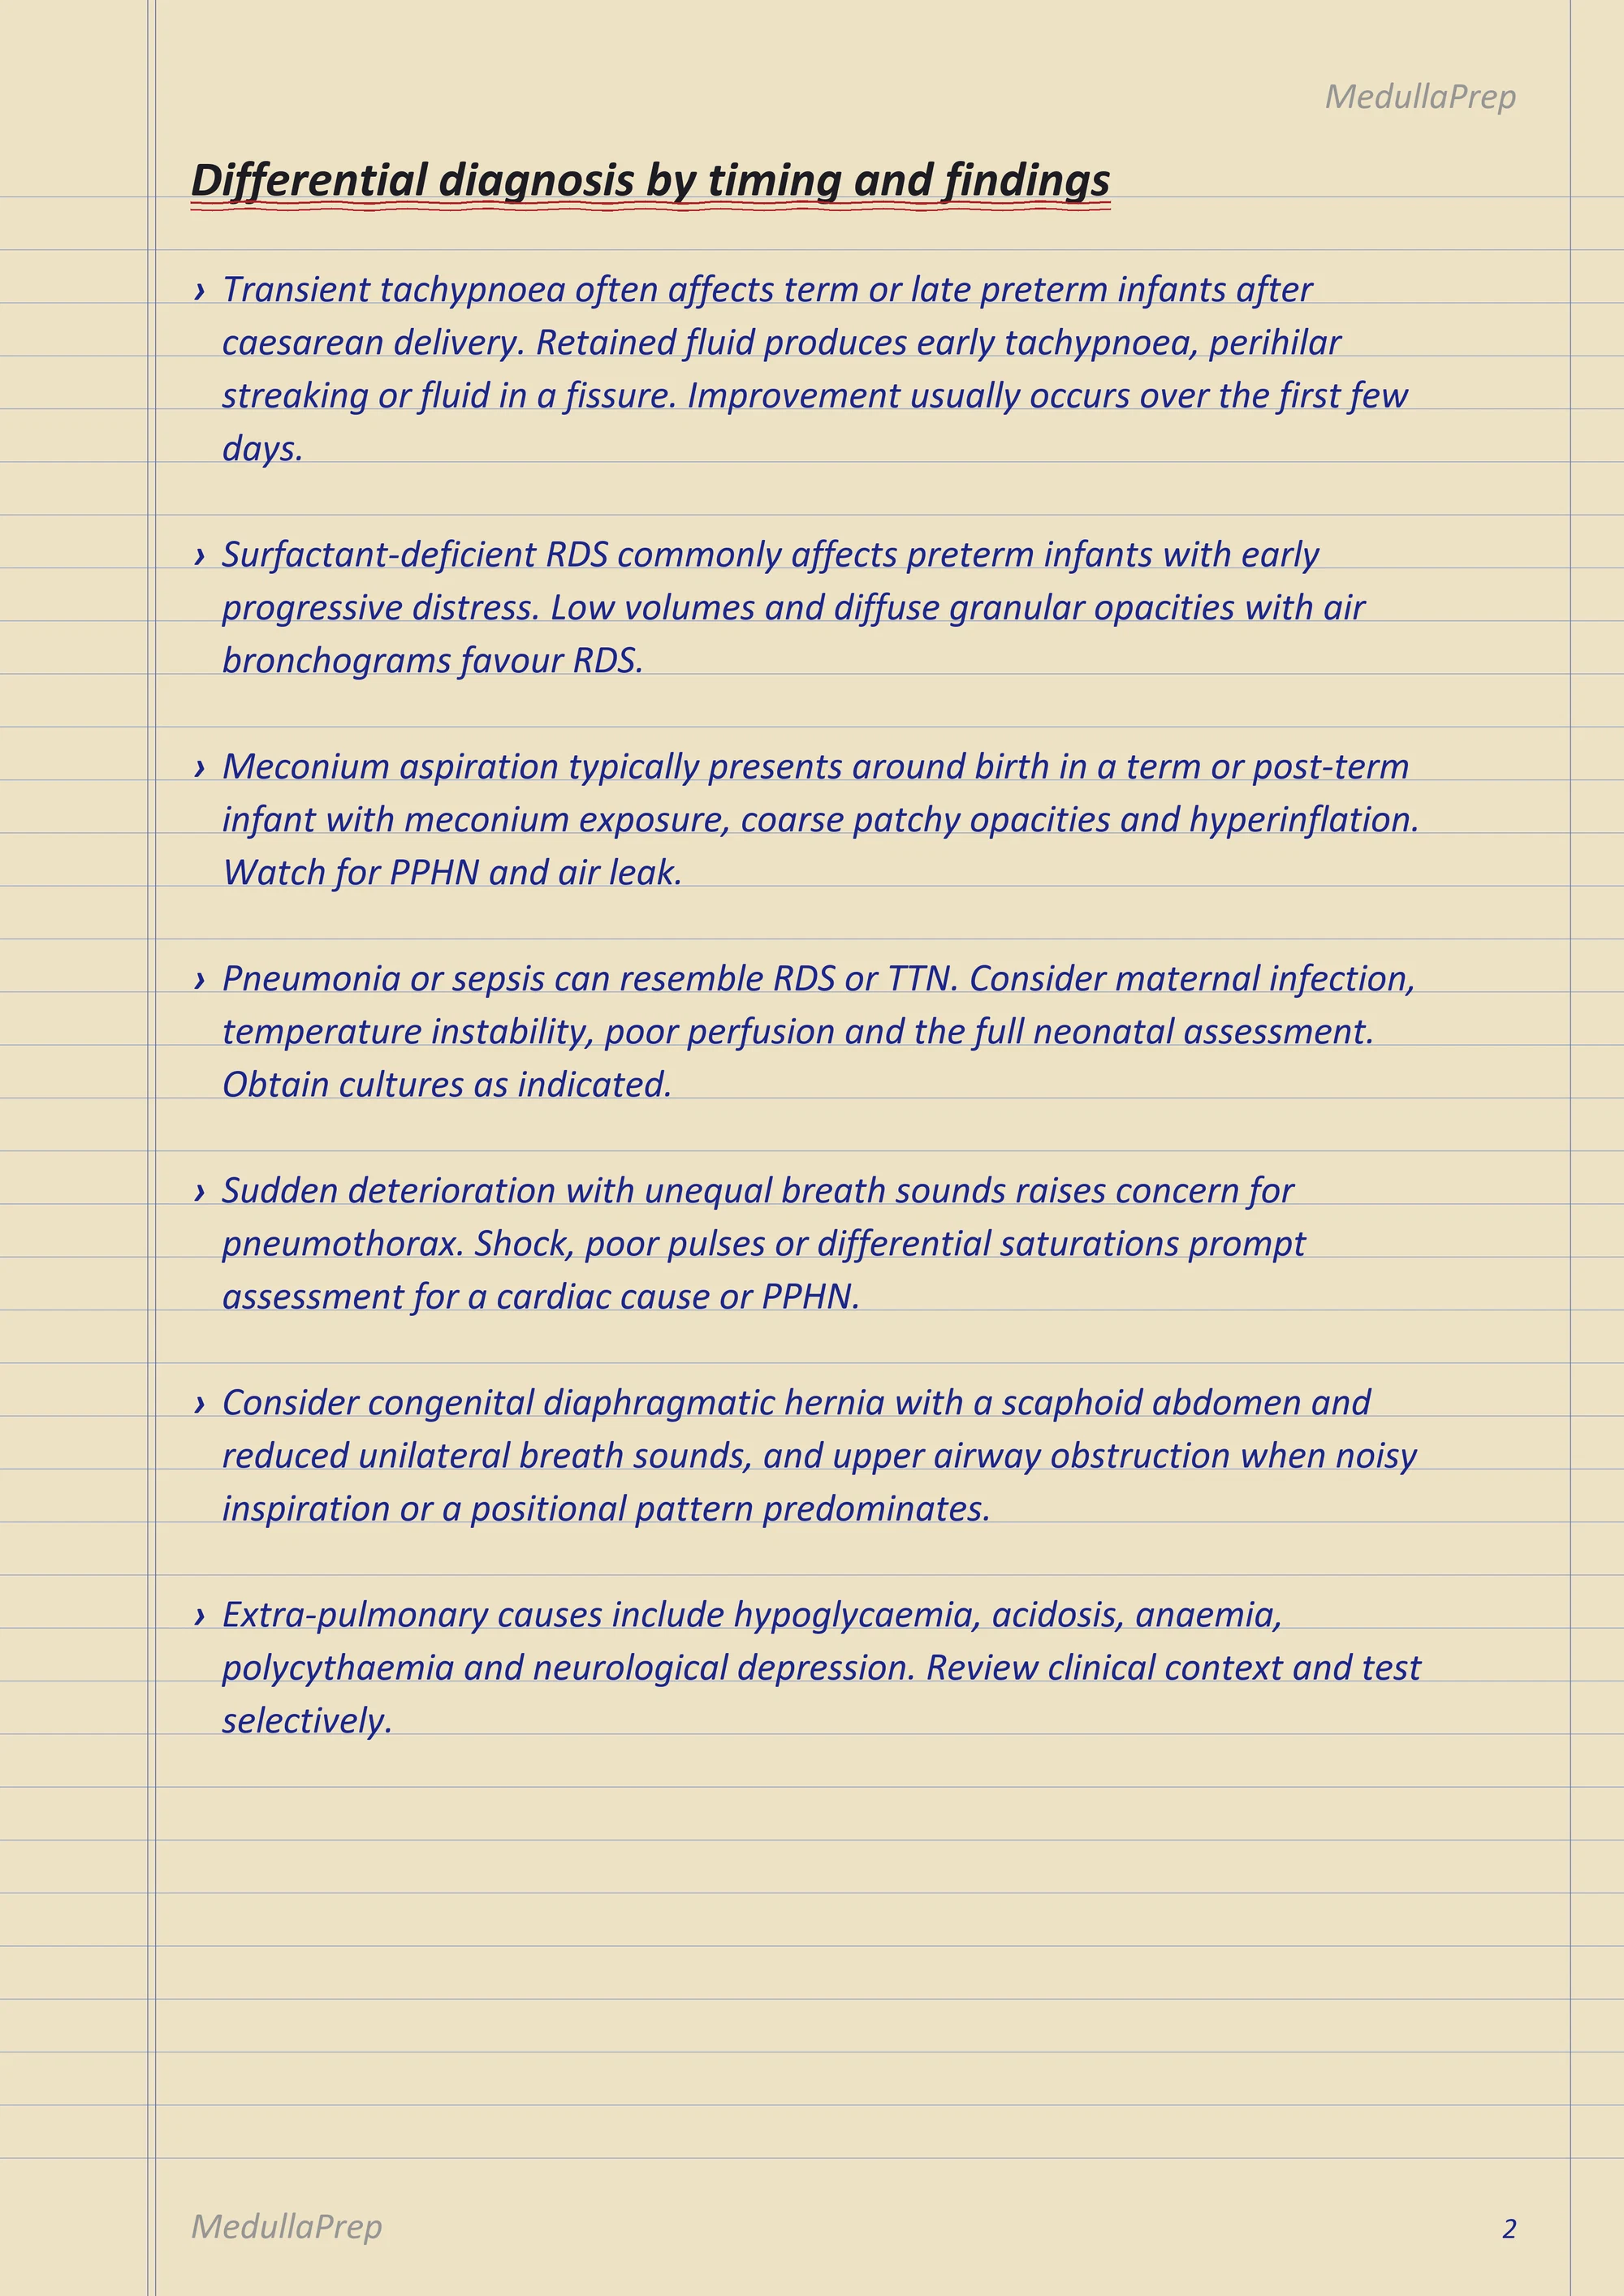 MedullaPrep
Differential diagnosis by timing and findings
› Transient tachypnoea often affects term or late preterm infants after
caesarean delivery. Retained fluid produces early tachypnoea, perihilar
streaking or fluid in a fissure. Improvement usually occurs over the first few
days.
› Surfactant-deficient RDS commonly affects preterm infants with early
progressive distress. Low volumes and diffuse granular opacities with air
bronchograms favour RDS.
› Meconium aspiration typically presents around birth in a term or post-term
infant with meconium exposure, coarse patchy opacities and hyperinflation.
Watch for PPHN and air leak.
› Pneumonia or sepsis can resemble RDS or TTN. Consider maternal infection,
temperature instability, poor perfusion and the full neonatal assessment.
Obtain cultures as indicated.
› Sudden deterioration with unequal breath sounds raises concern for
pneumothorax. Shock, poor pulses or differential saturations prompt
assessment for a cardiac cause or PPHN.
› Consider congenital diaphragmatic hernia with a scaphoid abdomen and
reduced unilateral breath sounds, and upper airway obstruction when noisy
inspiration or a positional pattern predominates.
› Extra-pulmonary causes include hypoglycaemia, acidosis, anaemia,
polycythaemia and neurological depression. Review clinical context and test
selectively.
MedullaPrep
2